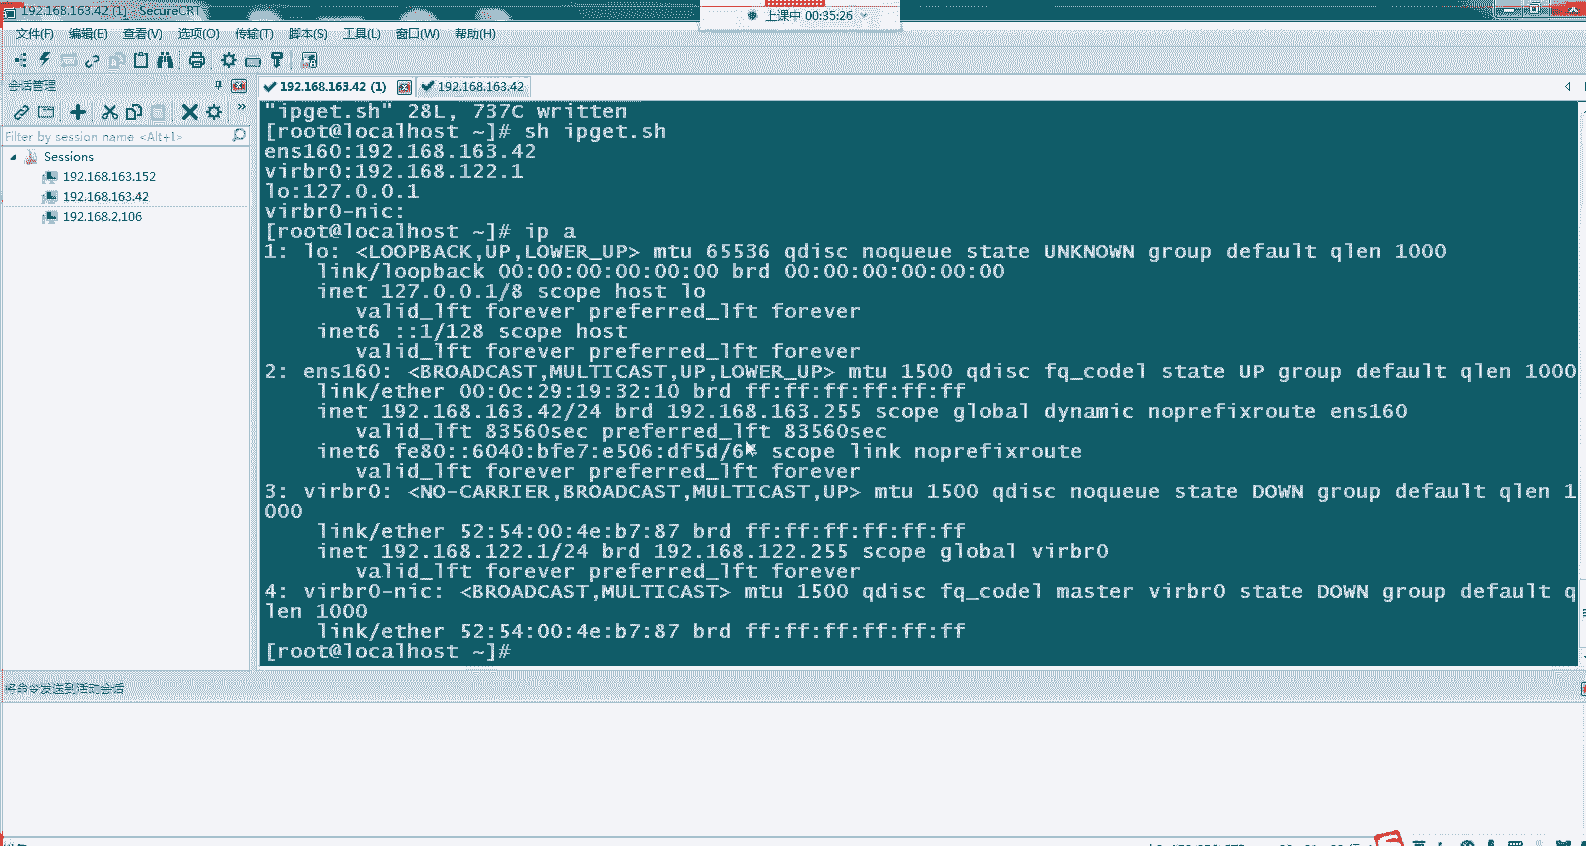 192.168.163.42 (1) - SecureCRT
上课中 00:35:26
文件(F) 编辑(E) 查看(V) 选项(O) 传输(T) 脚本(S) 工具(L) 窗口(W) 帮助(H)
会话管理
192.168.163.42 (1) 192.168.163.42
Filter by session name <Alt+I>
Sessions
192.168.163.152
192.168.163.42
192.168.2.106
"ipget.sh" 28L, 737C written
[root@localhost ~]# sh ipget.sh
ens160:192.168.163.42
virbr0:192.168.122.1
lo:127.0.0.1
virbr0-nic:
[root@localhost ~]# ip a
1: lo: <LOOPBACK,UP,LOWER_UP> mtu 65536 qdisc noqueue state UNKNOWN group default qlen 1000
link/loopback 00:00:00:00:00:00 brd 00:00:00:00:00:00
inet 127.0.0.1/8 scope host lo
valid_lft forever preferred_lft forever
inet6 ::1/128 scope host
valid_lft forever preferred_lft forever
2: ens160: <BROADCAST,MULTICAST,UP,LOWER_UP> mtu 1500 qdisc fq_codel state UP group default qlen 1000
link/ether 00:0c:29:19:32:10 brd ff:ff:ff:ff:ff:ff
inet 192.168.163.42/24 brd 192.168.163.255 scope global dynamic noprefixroute ens160
valid_lft 83560sec preferred_lft 83560sec
inet6 fe80::6040:bfe7:e506:df5d/64 scope link noprefixroute
valid_lft forever preferred_lft forever
3: virbr0: <NO-CARRIER,BROADCAST,MULTICAST,UP> mtu 1500 qdisc noqueue state DOWN group default qlen 1
000
link/ether 52:54:00:4e:b7:87 brd ff:ff:ff:ff:ff:ff
inet 192.168.122.1/24 brd 192.168.122.255 scope global virbr0
valid_lft forever preferred_lft forever
4: virbr0-nic: <BROADCAST,MULTICAST> mtu 1500 qdisc fq_codel master virbr0 state DOWN group default q
len 1000
link/ether 52:54:00:4e:b7:87 brd ff:ff:ff:ff:ff:ff
[root@localhost ~]#
将命令发送到活动会话